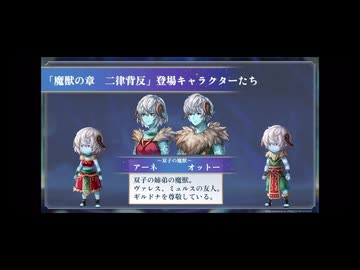 「魔獣の章 二律背反」登場キャラクターたち
～双子の魔獣～
アーネ オットー
双子の姉弟の魔獣。
ヴァレス、ミュルスの友人。
ギルドナを尊敬している。